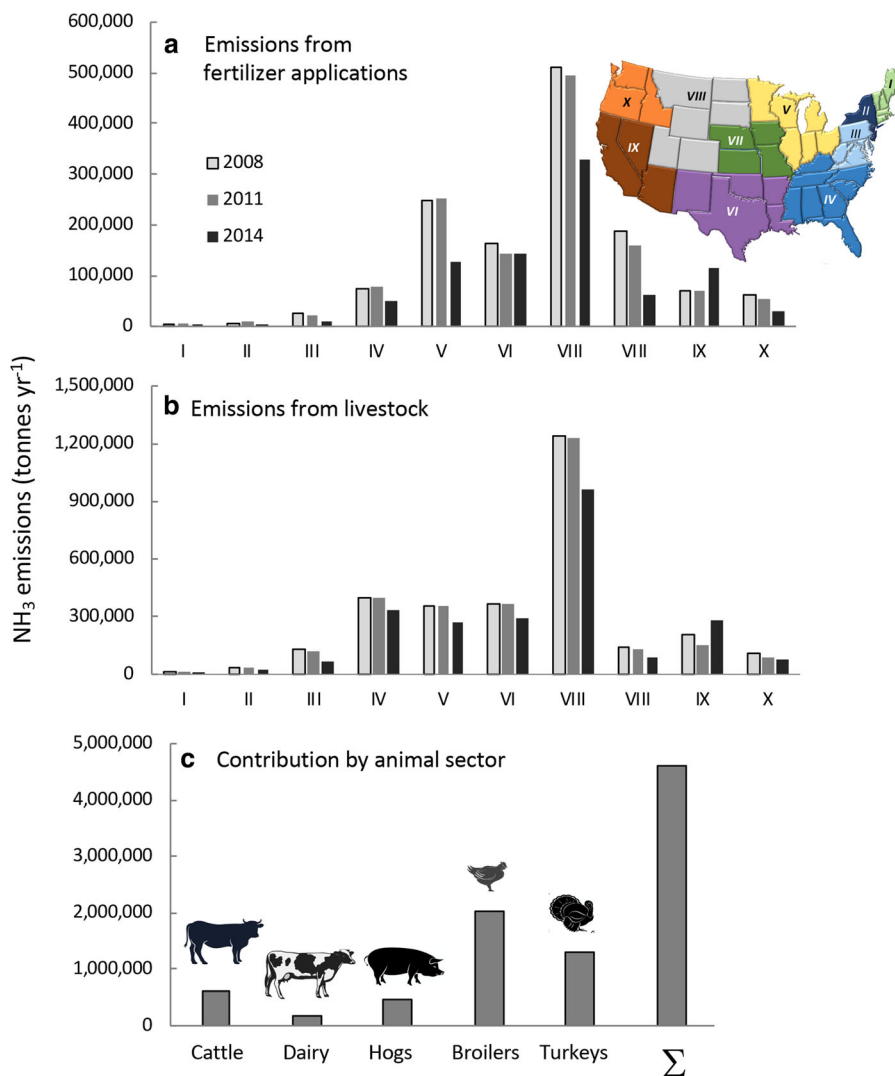 600,000
a Emissions from
fertilizer applications
500,000
400,000
300,000
200,000
100,000
0
2008
2011
2014
I II III IV V VI VIII VIII IX X
I
II
III
IV
V
VI
VII
VIII
IX
X
NH₃ emissions (tonnes yr⁻¹)
1,500,000
b Emissions from livestock
1,200,000
900,000
600,000
300,000
0
I II III IV V VI VIII VIII IX X
5,000,000
c Contribution by animal sector
4,000,000
3,000,000
2,000,000
1,000,000
0
Cattle Dairy Hogs Broilers Turkeys Σ